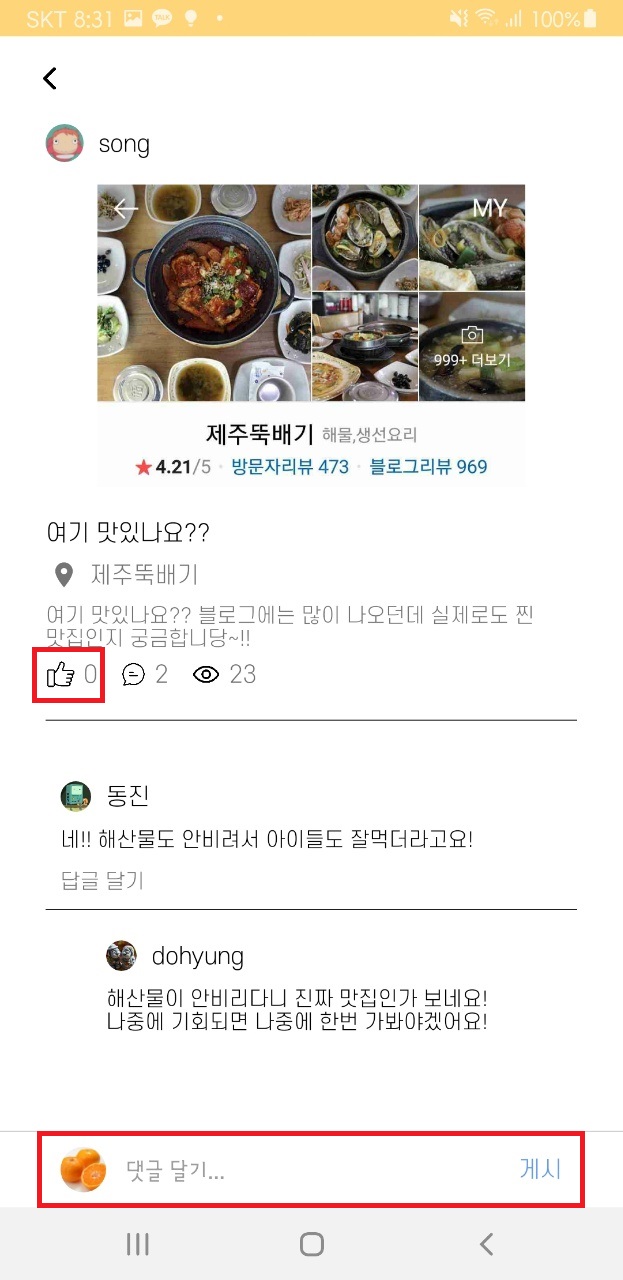 SKT 8:31 TALK 100%
song
MY
999+ 더보기
제주뚝배기 해물,생선요리
4.21/5 · 방문자리뷰 473 · 블로그리뷰 969
여기 맛있나요??
제주뚝배기
여기 맛있나요?? 블로그에는 많이 나오던데 실제로도 찐
맛집인지 궁금합니당~!!
0 2 23
동진
네!! 해산물도 안비려서 아이들도 잘먹더라고요!
답글 달기
dohyung
해산물이 안비리다니 진짜 맛집인가 보네요!
나중에 기회되면 나중에 한번 가봐야겠어요!
댓글 달기... 게시